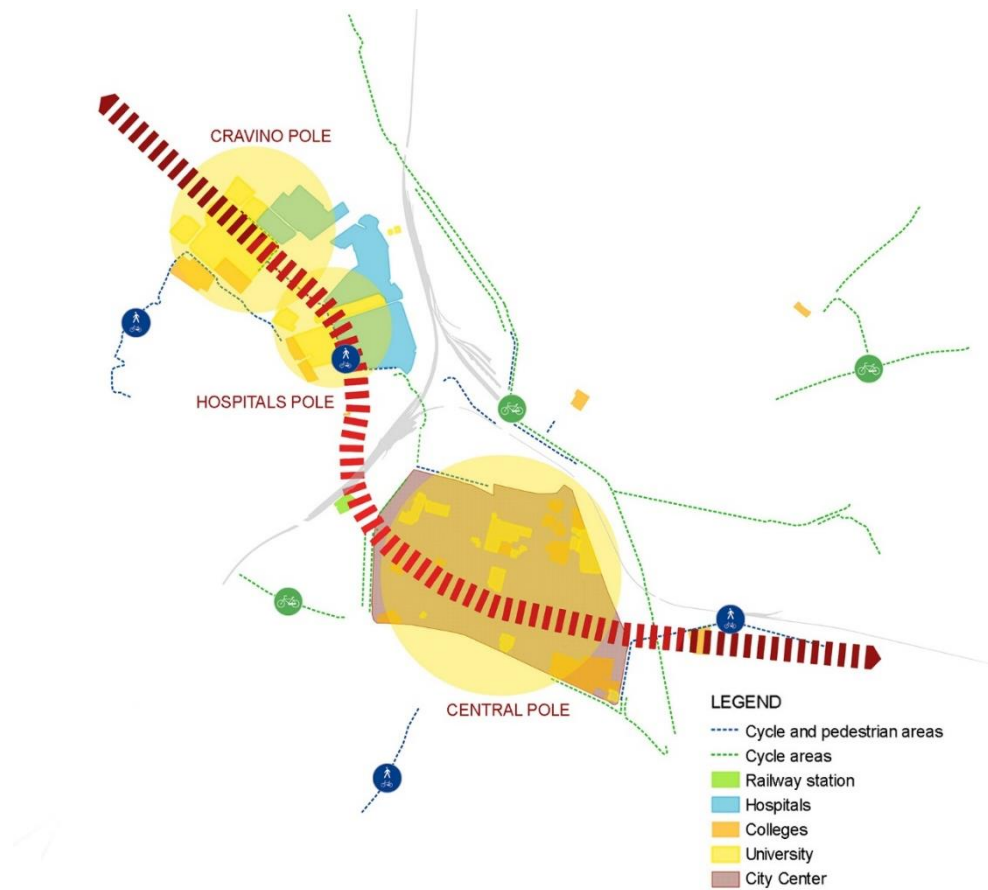 CRAVINO POLE
HOSPITALS POLE
CENTRAL POLE
LEGEND
Cycle and pedestrian areas
Cycle areas
Railway station
Hospitals
Colleges
University
City Center